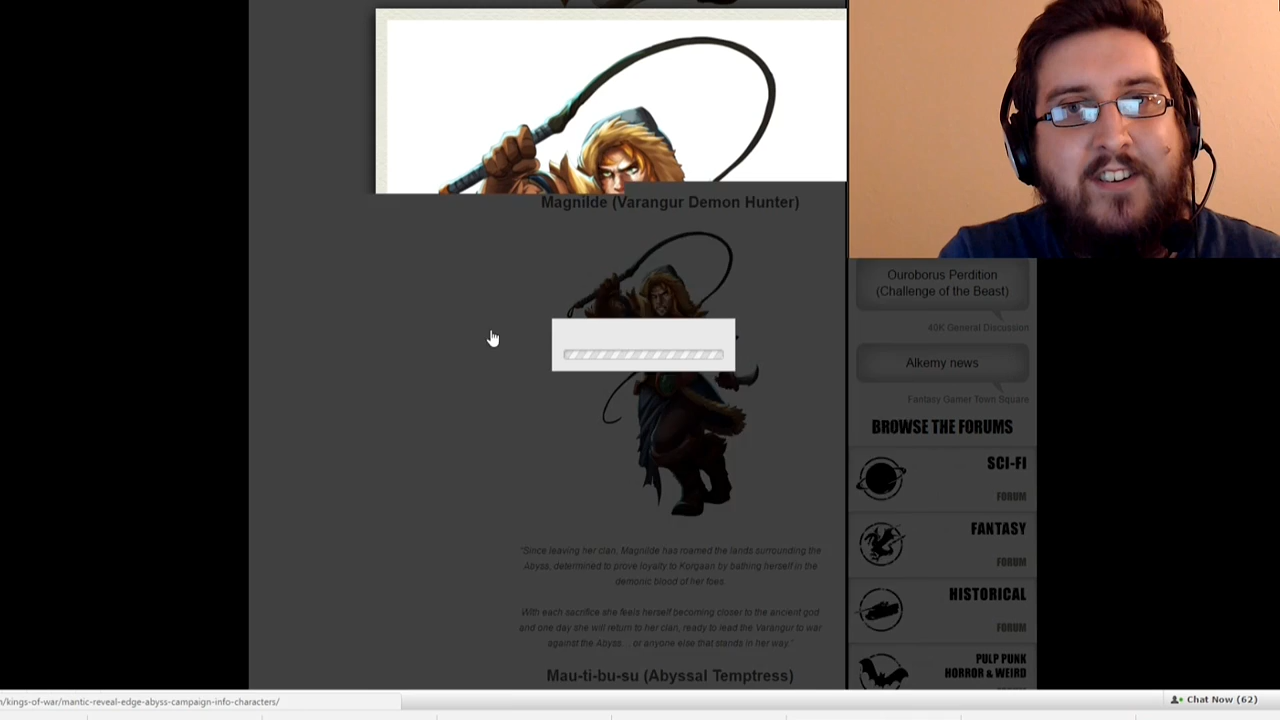 Magnilde (Varangur Demon Hunter)
"Since leaving her clan, Magnilde has roamed the lands surrounding the
Abyss, determined to prove loyalty to Korgaan by bathing herself in the
demonic blood of her foes.
With each sacrifice she feels herself becoming closer to the ancient god
and one day she will return to her clan, ready to lead the Varangur to war
against the Abyss... or anyone else that stands in her way."
Mau-ti-bu-su (Abyssal Temptress)
Ouroborus Perdition
(Challenge of the Beast)
40K General Discussion
Alkemy news
Fantasy Gamer Town Square
BROWSE THE FORUMS
SCI-FI
FORUM
FANTASY
FORUM
HISTORICAL
FORUM
PULP PUNK
HORROR & WEIRD
/kings-of-war/mantic-reveal-edge-abyss-campaign-info-characters/
Chat Now (62)